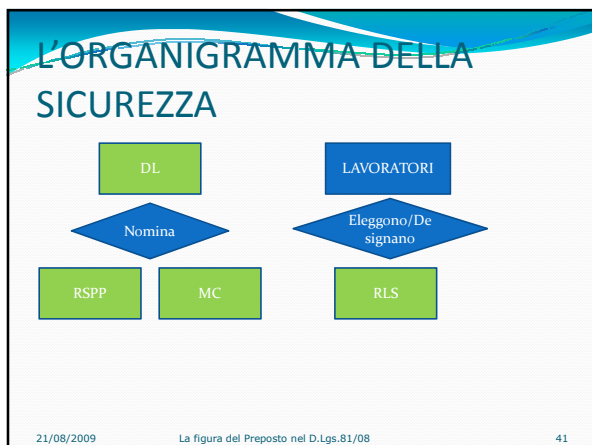 L'ORGANIGRAMMA DELLA
SICUREZZA
DL
LAVORATORI
Nomina
Eleggono/De
signano
RSPP
MC
RLS
21/08/2009
La figura del Preposto nel D.Lgs.81/08
41